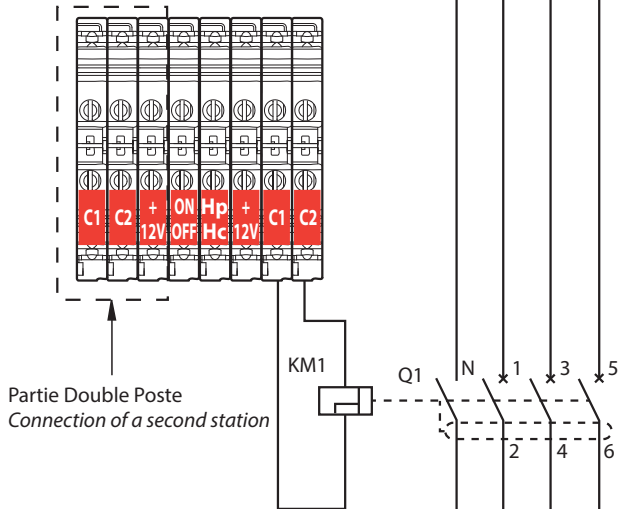 C1 C2 + 12V ON OFF Hp Hc + 12V C1 C2
KM1
Q1 N 1 3 5
2 4 6
Partie Double Poste
Connection of a second station